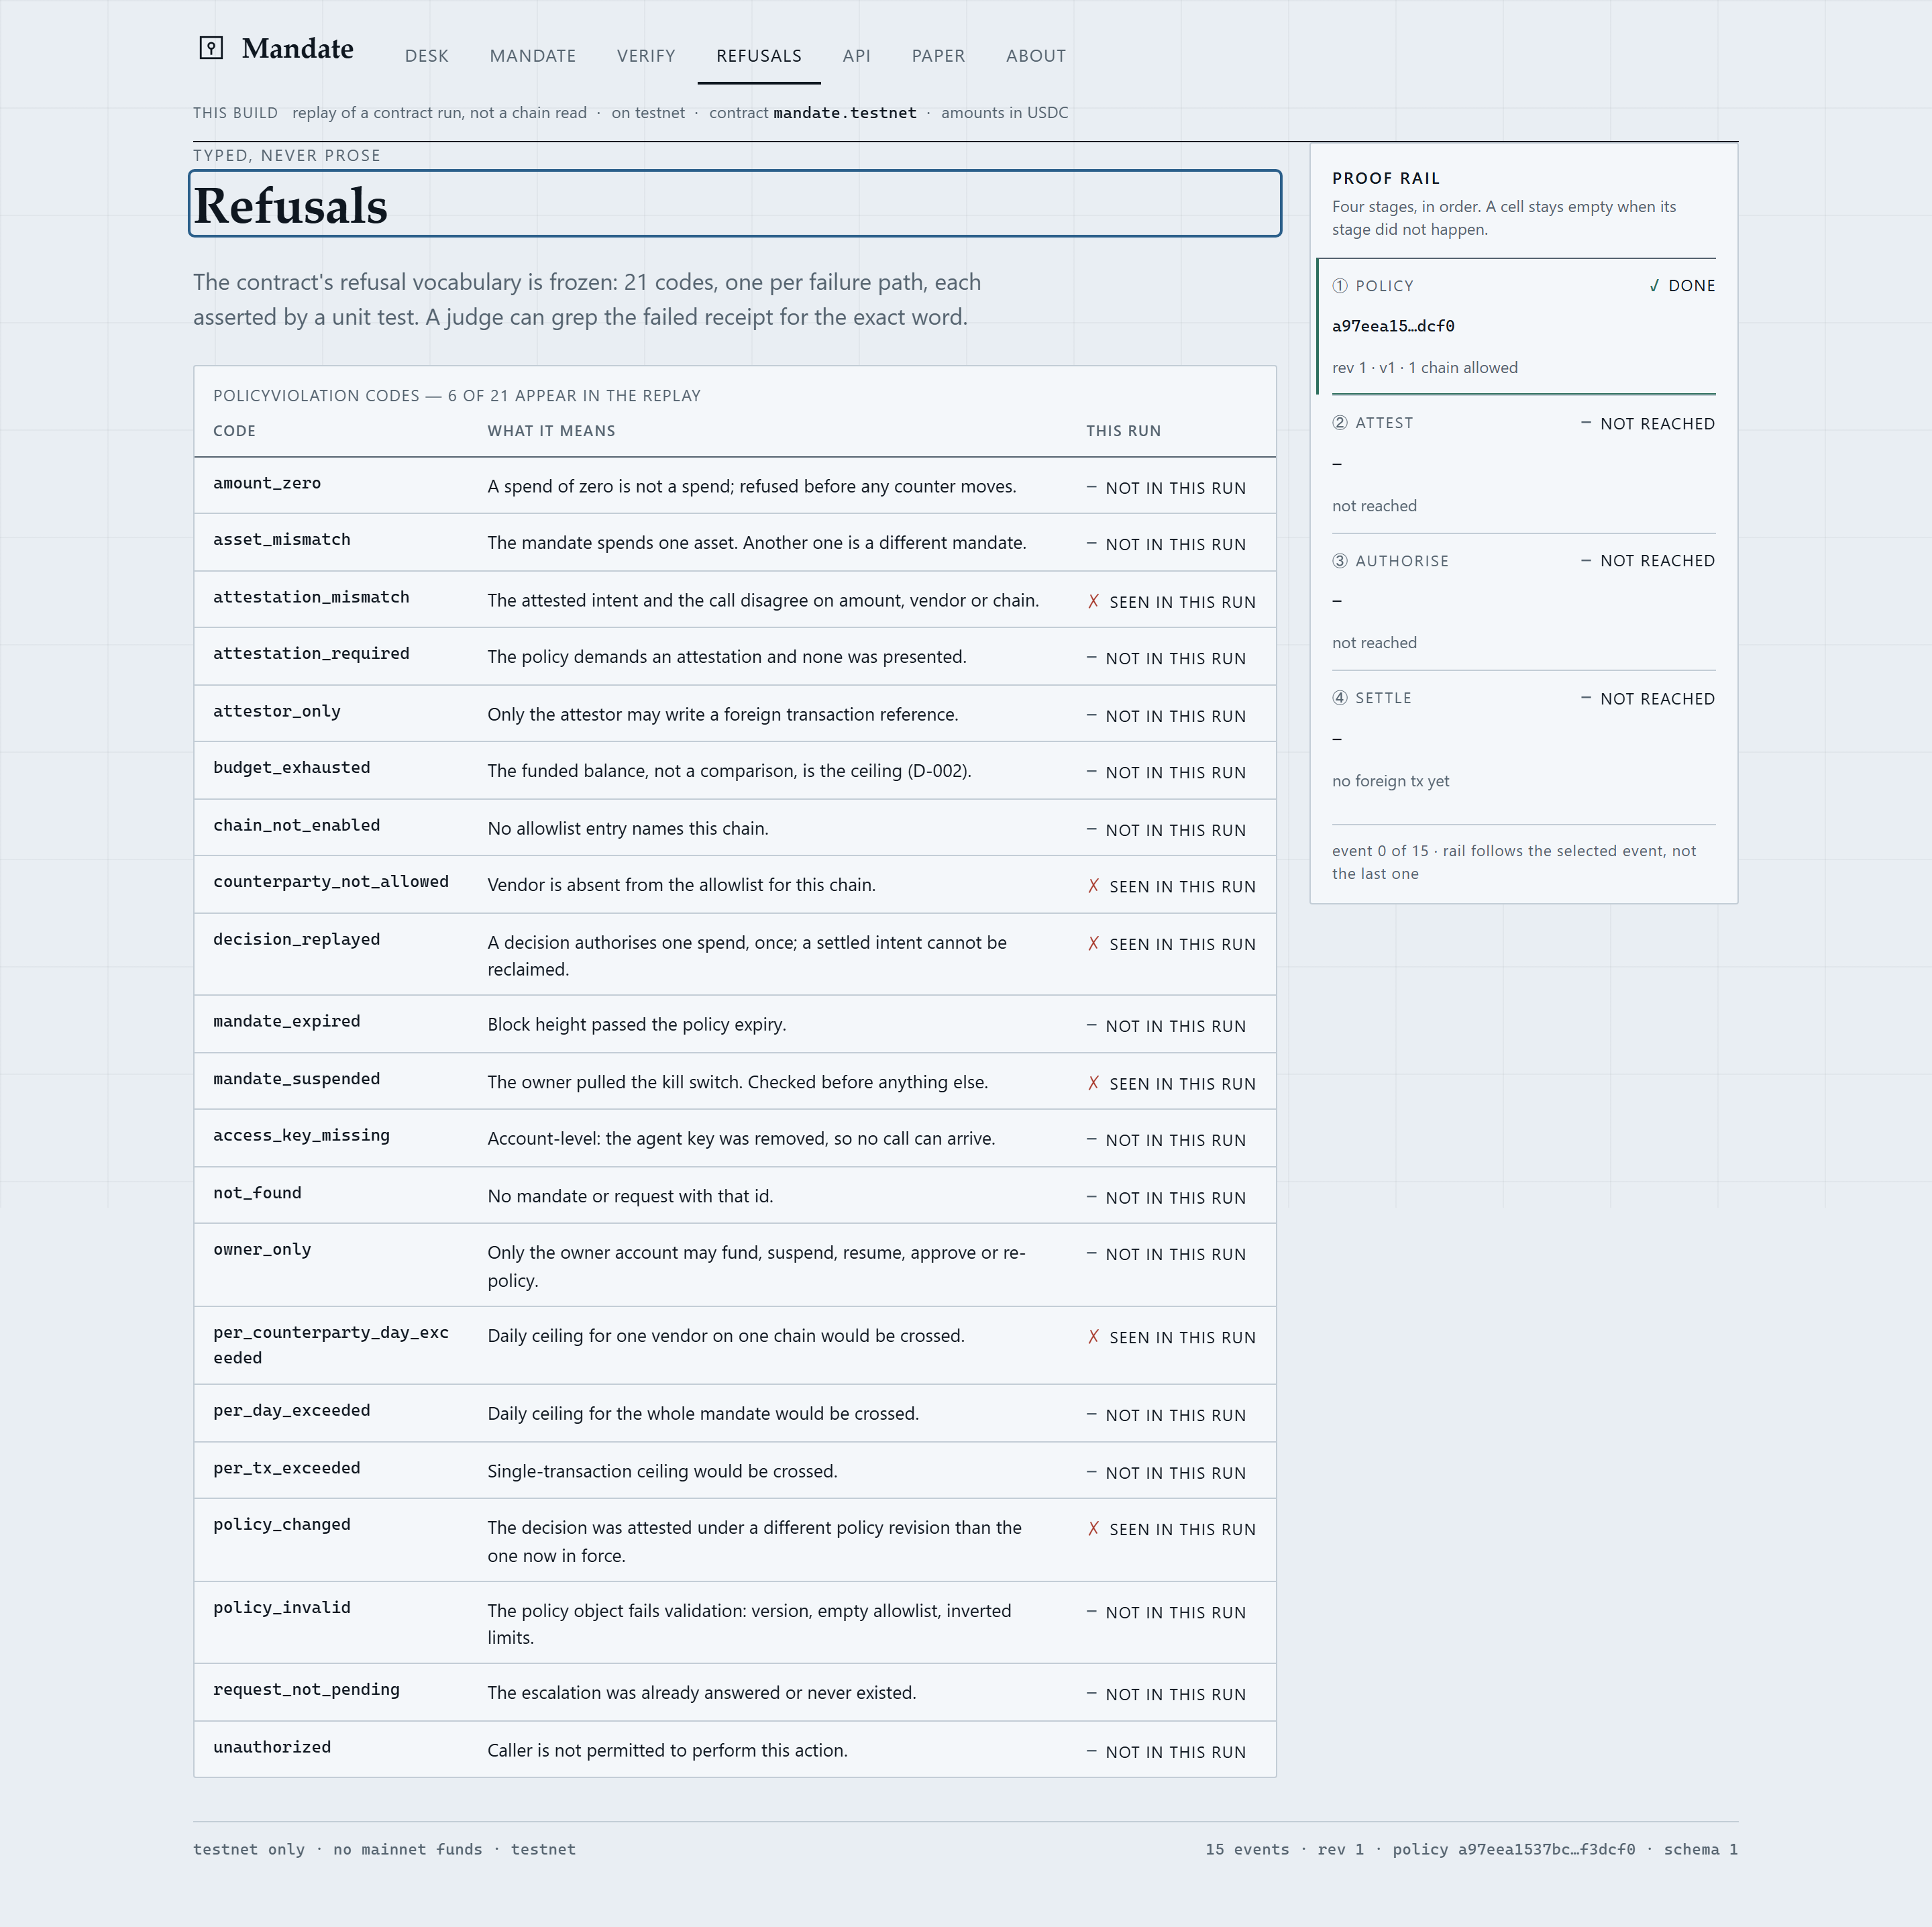 Mandate
DESK MANDATE VERIFY REFUSALS API PAPER ABOUT
THIS BUILD replay of a contract run, not a chain read · on testnet · contract mandate.testnet · amounts in USDC
TYPED, NEVER PROSE
Refusals
The contract's refusal vocabulary is frozen: 21 codes, one per failure path, each
asserted by a unit test. A judge can grep the failed receipt for the exact word.
POLICYVIOLATION CODES — 6 OF 21 APPEAR IN THE REPLAY
CODE WHAT IT MEANS THIS RUN
amount_zero A spend of zero is not a spend; refused before any counter moves. – NOT IN THIS RUN
asset_mismatch The mandate spends one asset. Another one is a different mandate. – NOT IN THIS RUN
attestation_mismatch The attested intent and the call disagree on amount, vendor or chain. ✗ SEEN IN THIS RUN
attestation_required The policy demands an attestation and none was presented. – NOT IN THIS RUN
attestor_only Only the attestor may write a foreign transaction reference. – NOT IN THIS RUN
budget_exhausted The funded balance, not a comparison, is the ceiling (D-002). – NOT IN THIS RUN
chain_not_enabled No allowlist entry names this chain. – NOT IN THIS RUN
counterparty_not_allowed Vendor is absent from the allowlist for this chain. ✗ SEEN IN THIS RUN
decision_replayed A decision authorises one spend, once; a settled intent cannot be ✗ SEEN IN THIS RUN
reclaimed.
mandate_expired Block height passed the policy expiry. – NOT IN THIS RUN
mandate_suspended The owner pulled the kill switch. Checked before anything else. ✗ SEEN IN THIS RUN
access_key_missing Account-level: the agent key was removed, so no call can arrive. – NOT IN THIS RUN
not_found No mandate or request with that id. – NOT IN THIS RUN
owner_only Only the owner account may fund, suspend, resume, approve or re- – NOT IN THIS RUN
policy.
per_counterparty_day_exc Daily ceiling for one vendor on one chain would be crossed. ✗ SEEN IN THIS RUN
eeded
per_day_exceeded Daily ceiling for the whole mandate would be crossed. – NOT IN THIS RUN
per_tx_exceeded Single-transaction ceiling would be crossed. – NOT IN THIS RUN
policy_changed The decision was attested under a different policy revision than the ✗ SEEN IN THIS RUN
one now in force.
policy_invalid The policy object fails validation: version, empty allowlist, inverted – NOT IN THIS RUN
limits.
request_not_pending The escalation was already answered or never existed. – NOT IN THIS RUN
unauthorized Caller is not permitted to perform this action. – NOT IN THIS RUN
PROOF RAIL
Four stages, in order. A cell stays empty when its
stage did not happen.
① POLICY ✓ DONE
a97eea15…dcf0
rev 1 · v1 · 1 chain allowed
② ATTEST – NOT REACHED
–
not reached
③ AUTHORISE – NOT REACHED
–
not reached
④ SETTLE – NOT REACHED
–
no foreign tx yet
event 0 of 15 · rail follows the selected event, not
the last one
testnet only · no mainnet funds · testnet
15 events · rev 1 · policy a97eea1537bc…f3dcf0 · schema 1